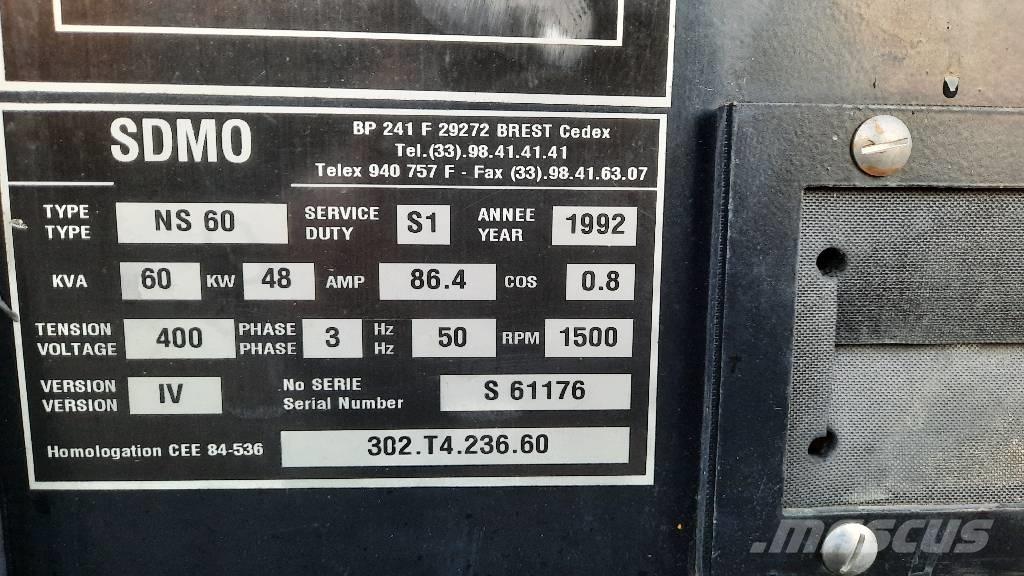 SDMO
BP 241 F 29272 BREST Cedex
Tel.(33).98.41.41.41
Telex 940 757 F - Fax (33).98.41.63.07
TYPE NS 60 SERVICE S1 ANNEE 1992
TYPE DUTY YEAR
KVA 60 KW 48 AMP 86.4 COS 0.8
TENSION 400 PHASE 3 Hz 50 RPM 1500
VOLTAGE PHASE Hz
VERSION IV No SERIE S 61176
VERSION Serial Number
Homologation CEE 84-536 302.T4.236.60
.mascus